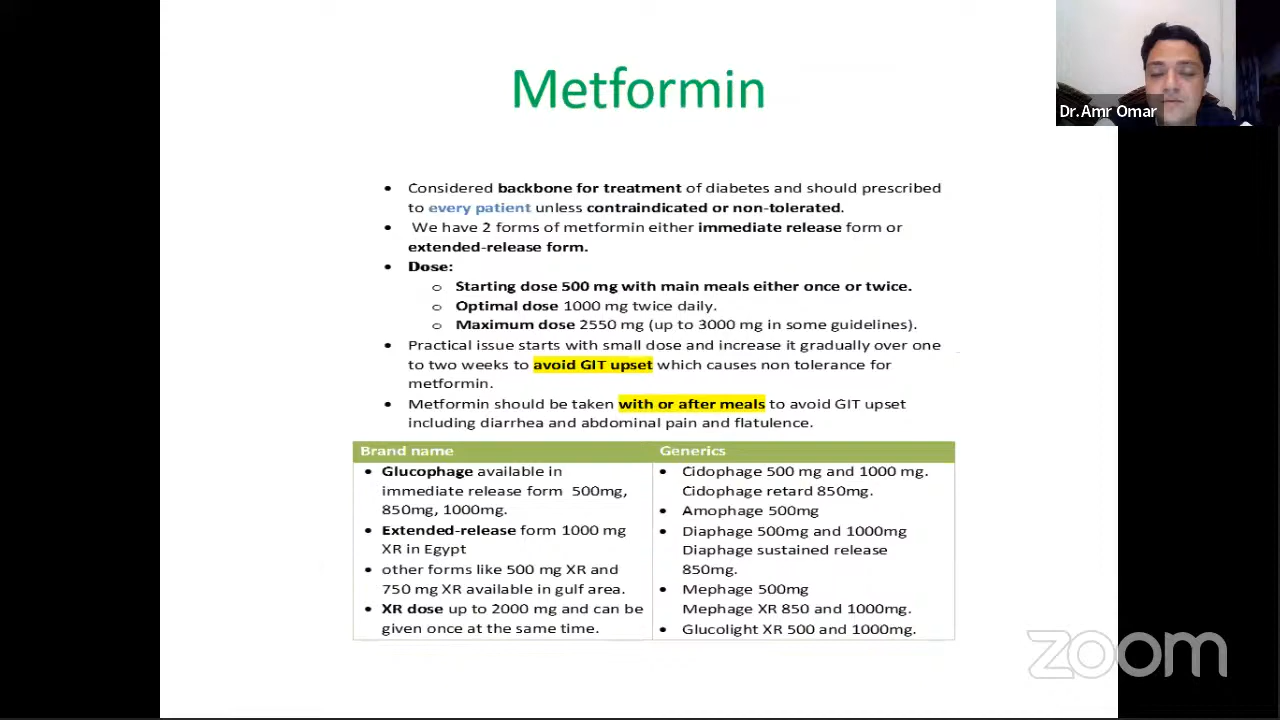 Metformin
Dr.Amr Omar
• Considered backbone for treatment of diabetes and should prescribed
to every patient unless contraindicated or non-tolerated.
• We have 2 forms of metformin either immediate release form or
extended-release form.
• Dose:
o Starting dose 500 mg with main meals either once or twice.
o Optimal dose 1000 mg twice daily.
o Maximum dose 2550 mg (up to 3000 mg in some guidelines).
• Practical issue starts with small dose and increase it gradually over one
to two weeks to avoid GIT upset which causes non tolerance for
metformin.
• Metformin should be taken with or after meals to avoid GIT upset
including diarrhea and abdominal pain and flatulence.
Brand name
• Glucophage available in
immediate release form 500mg,
850mg, 1000mg.
• Extended-release form 1000 mg
XR in Egypt
• other forms like 500 mg XR and
750 mg XR available in gulf area.
• XR dose up to 2000 mg and can be
given once at the same time.
Generics
• Cidophage 500 mg and 1000 mg.
Cidophage retard 850mg.
• Amophage 500mg
• Diaphage 500mg and 1000mg
Diaphage sustained release
850mg.
• Mephage 500mg
Mephage XR 850 and 1000mg.
• Glucolight XR 500 and 1000mg.
zoom